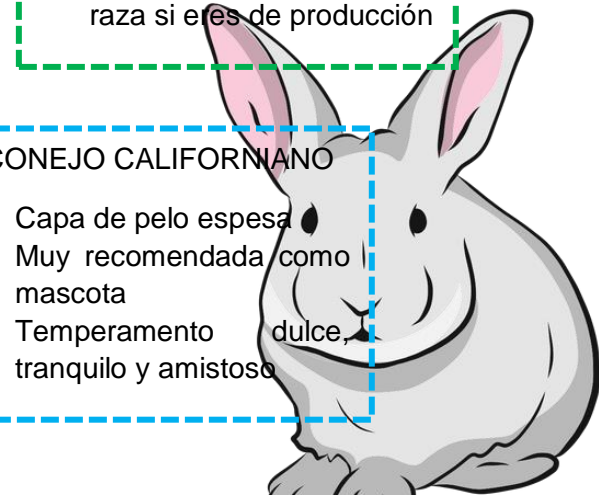 raza si eres de producción
CONEJO CALIFORNIANO
Capa de pelo espesa
Muy recomendada como
mascota
Temperamento dulce,
tranquilo y amistoso